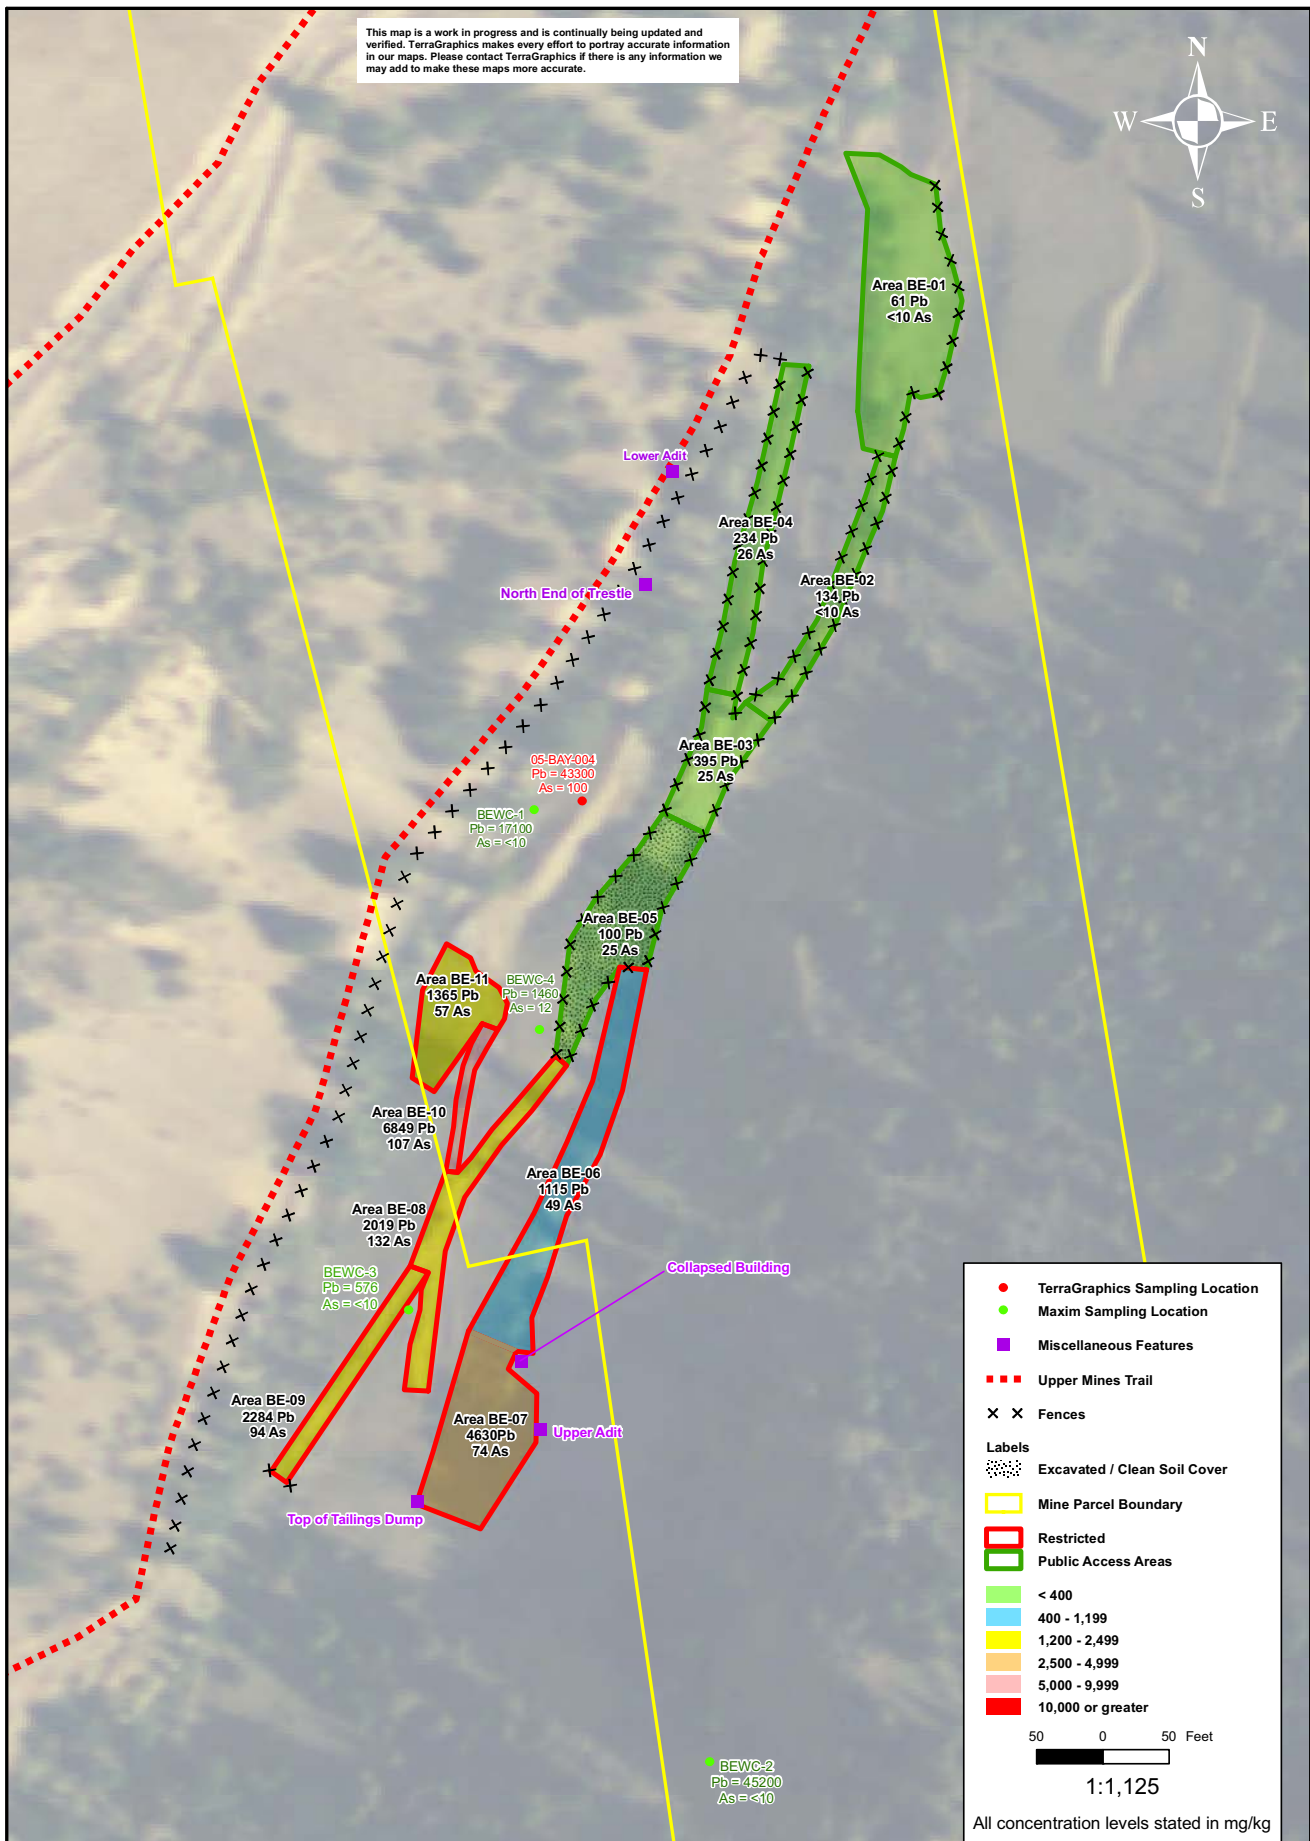 This map is a work in progress and is continually being updated and
verified. TerraGraphics makes every effort to portray accurate information
in our maps. Please contact TerraGraphics if there is any information we
may add to make these maps more accurate.
N
W
E
S
Area BE-01
61 Pb
<10 As
Lower Adit
Area BE-04
234 Pb
26 As
North End of Trestle
Area BE-02
134 Pb
<10 As
Area BE-03
395 Pb
25 As
05-BAY-004
Pb = 43300
As = 100
BEWC-1
Pb = 17100
As = <10
Area BE-05
100 Pb
25 As
Area BE-11
1365 Pb
57 As
BEWC-4
Pb = 1460
As = 12
Area BE-10
6849 Pb
107 As
Area BE-06
1115 Pb
49 As
Area BE-08
2019 Pb
132 As
BEWC-3
Pb = 576
As = <10
Collapsed Building
Area BE-09
2284 Pb
94 As
Area BE-07
4630Pb
74 As
Upper Adit
Top of Tailings Dump
BEWC-2
Pb = 45200
As = <10
TerraGraphics Sampling Location
Maxim Sampling Location
Miscellaneous Features
Upper Mines Trail
Fences
Labels
Excavated / Clean Soil Cover
Mine Parcel Boundary
Restricted
Public Access Areas
< 400
400 - 1,199
1,200 - 2,499
2,500 - 4,999
5,000 - 9,999
10,000 or greater
50 0 50 Feet
1:1,125
All concentration levels stated in mg/kg